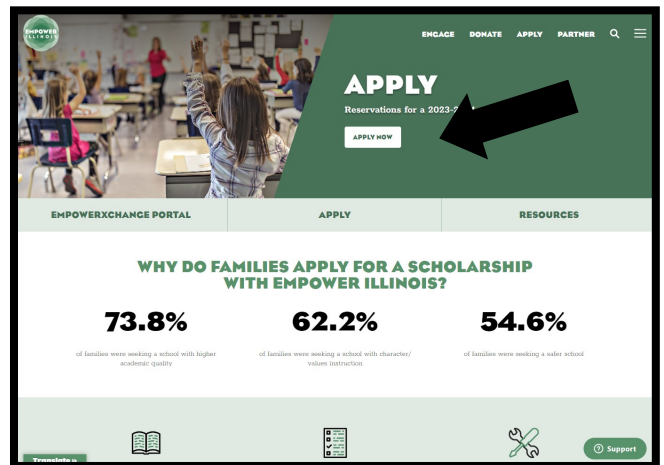 EMPOWER
ILLINOIS
ENGAGE DONATE APPLY PARTNER
APPLY
Reservations for a 2023-2
APPLY NOW
EMPOWERXCHANGE PORTAL APPLY RESOURCES
WHY DO FAMILIES APPLY FOR A SCHOLARSHIP
WITH EMPOWER ILLINOIS?
73.8% 62.2% 54.6%
of families were seeking a school with higher
academic quality
of families were seeking a school with character/
values instruction
of families were seeking a safer school
Translate »
Support